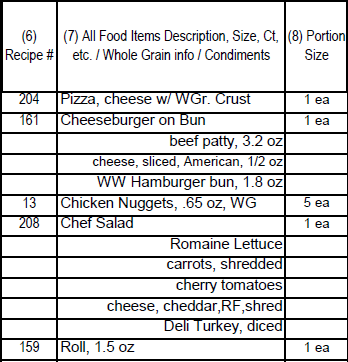 (6) (7) All Food Items Description, Size, Ct, (8) Portion
Recipe # etc. / Whole Grain info / Condiments Size
204 Pizza, cheese w/ WGr. Crust 1 ea
161 Cheeseburger on Bun 1 ea
beef patty, 3.2 oz
cheese, sliced, American, 1/2 oz
WW Hamburger bun, 1.8 oz
13 Chicken Nuggets, .65 oz, WG 5 ea
208 Chef Salad 1 ea
Romaine Lettuce
carrots, shredded
cherry tomatoes
cheese, cheddar,RF,shred
Deli Turkey, diced
159 Roll, 1.5 oz 1 ea